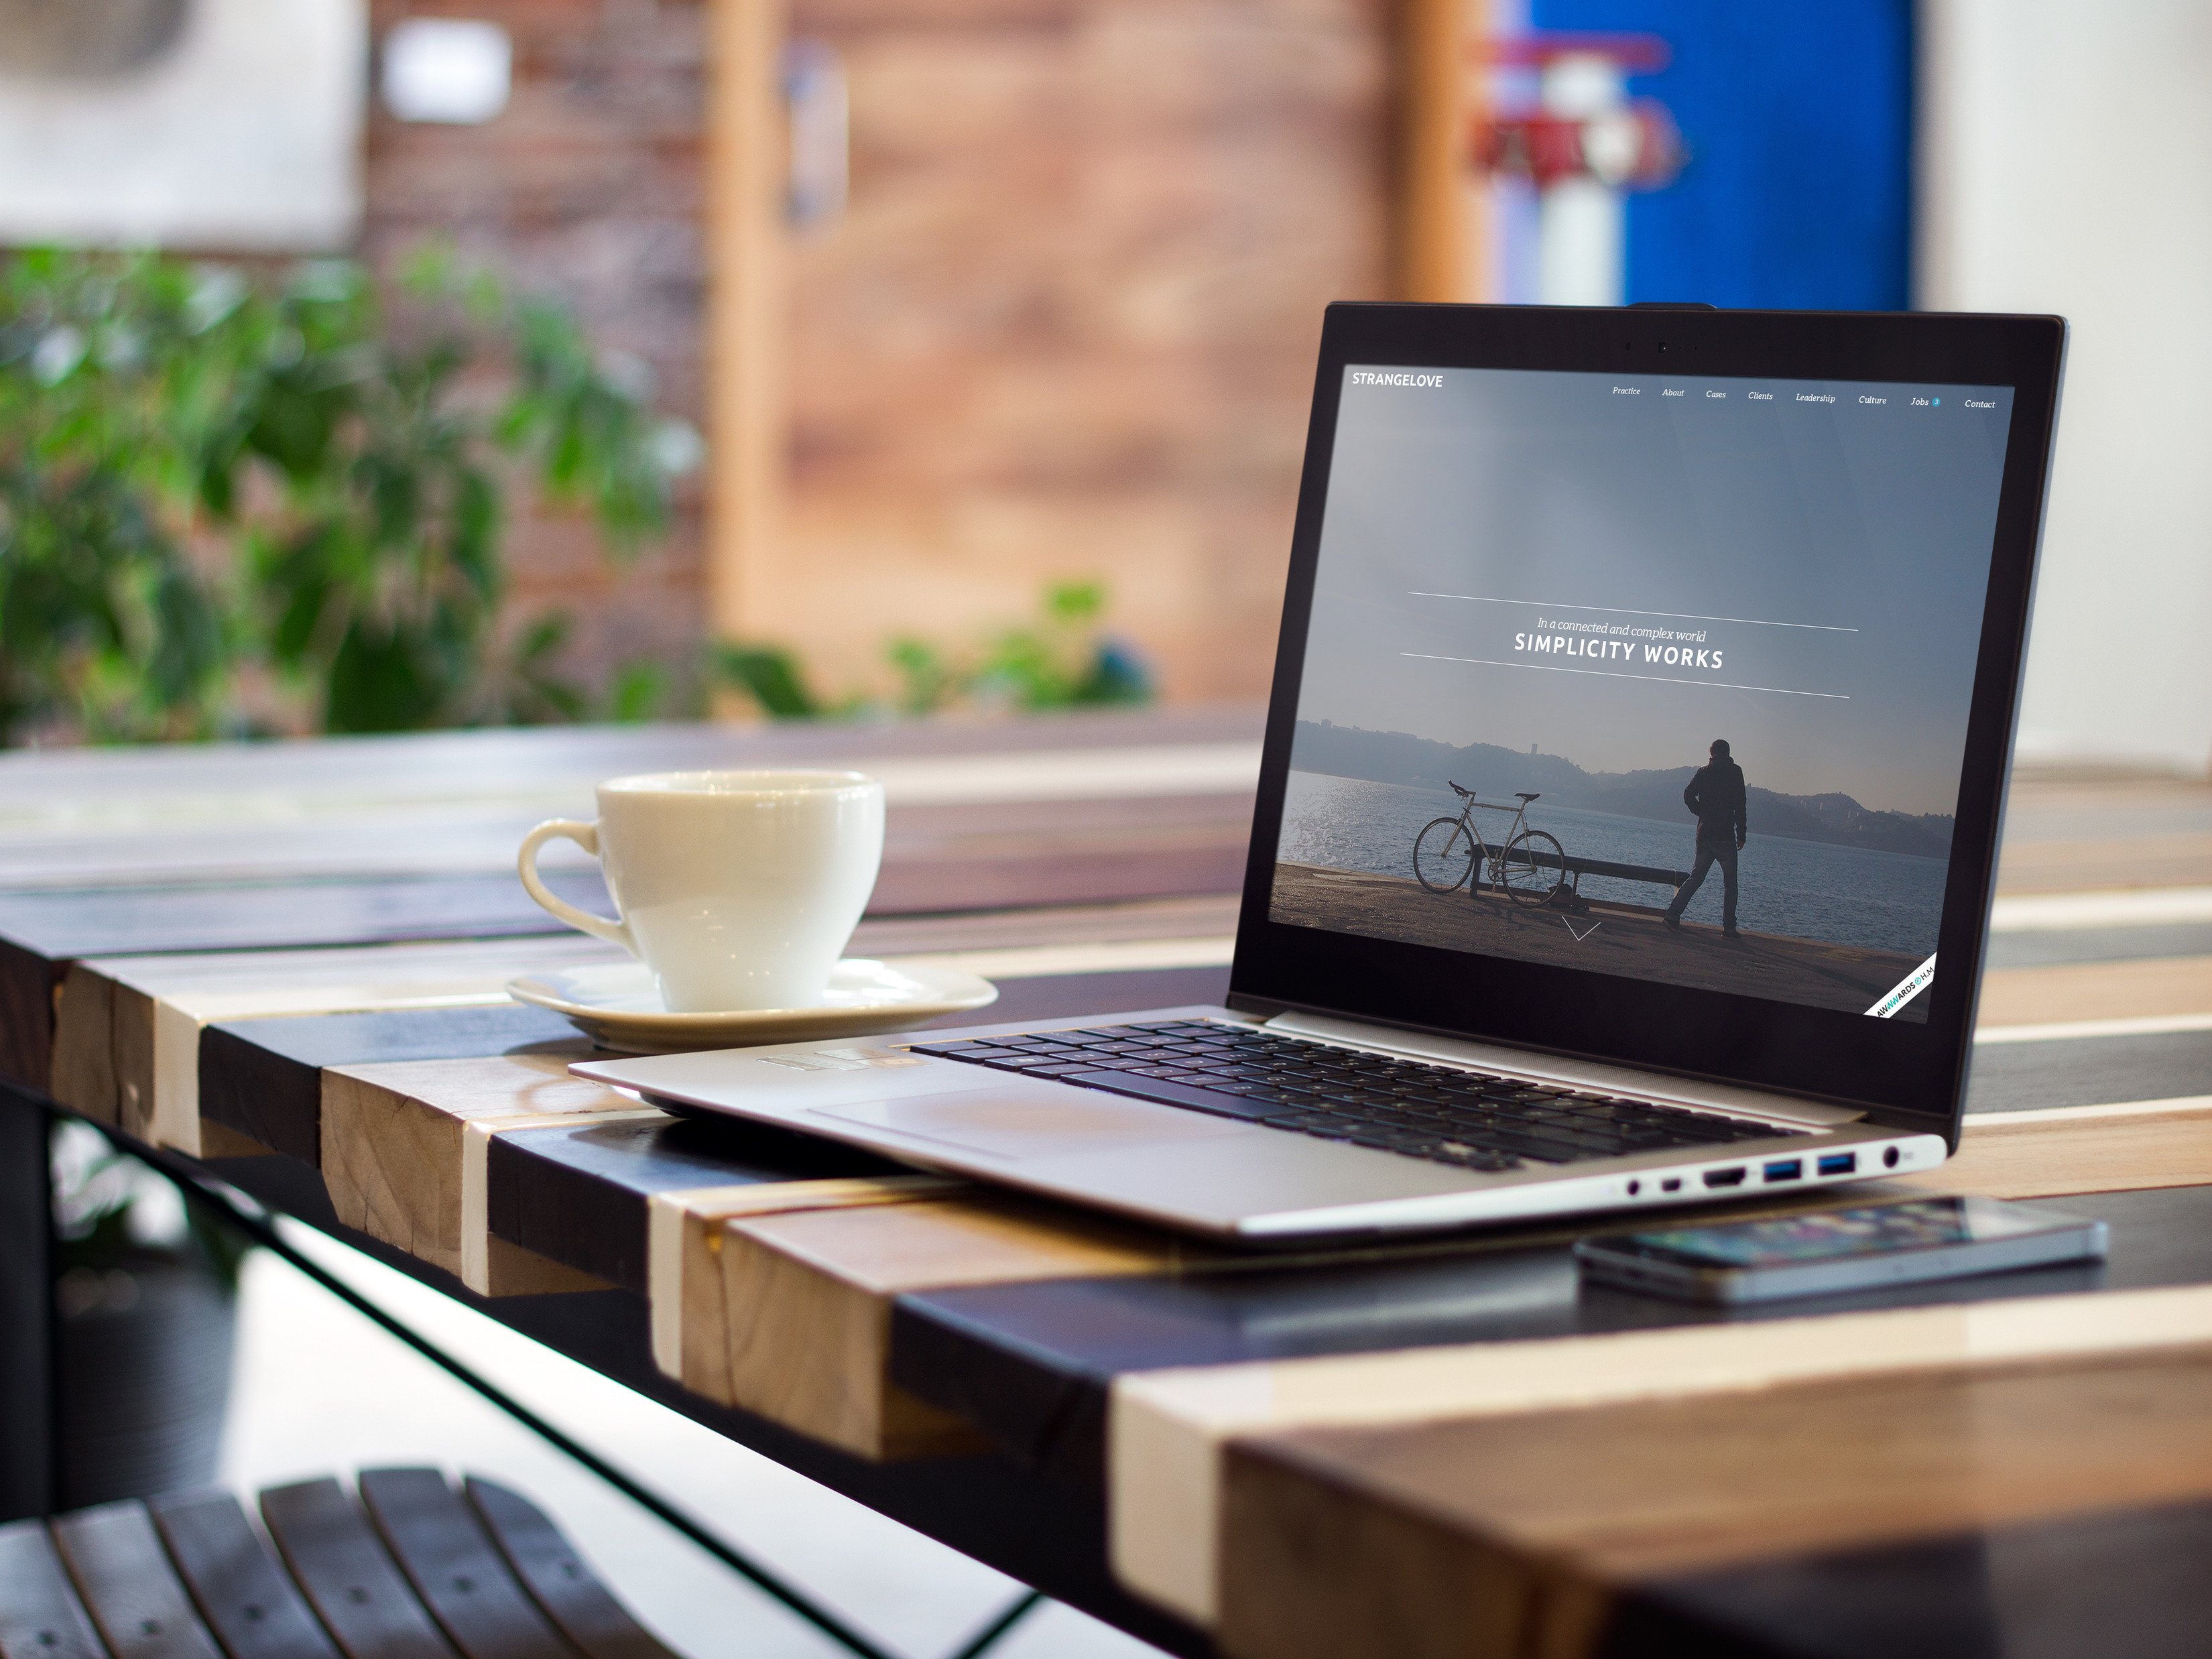 STRANGELOVE
Practice About Cases Clients Leadership Culture Jobs 3 Contact
In a connected and complex world
SIMPLICITY WORKS
AWWWARDS H.M